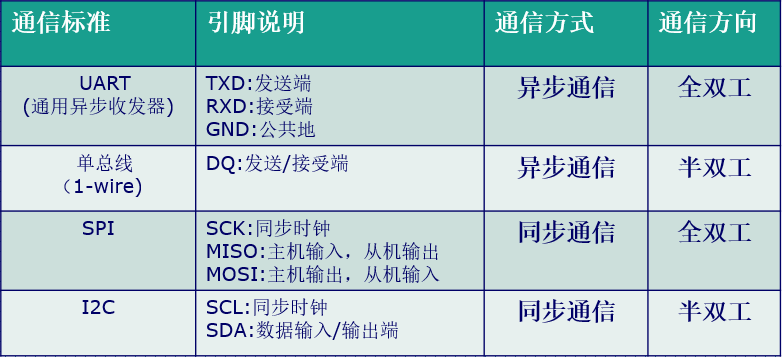 通信标准 引脚说明 通信方式 通信方向
UART
(通用异步收发器)
TXD:发送端
RXD:接受端
GND:公共地
异步通信
全双工
单总线
（1-wire)
DQ:发送/接受端
异步通信
半双工
SPI
SCK:同步时钟
MISO:主机输入，从机输出
MOSI:主机输出，从机输入
同步通信
全双工
I2C
SCL:同步时钟
SDA:数据输入/输出端
同步通信
半双工